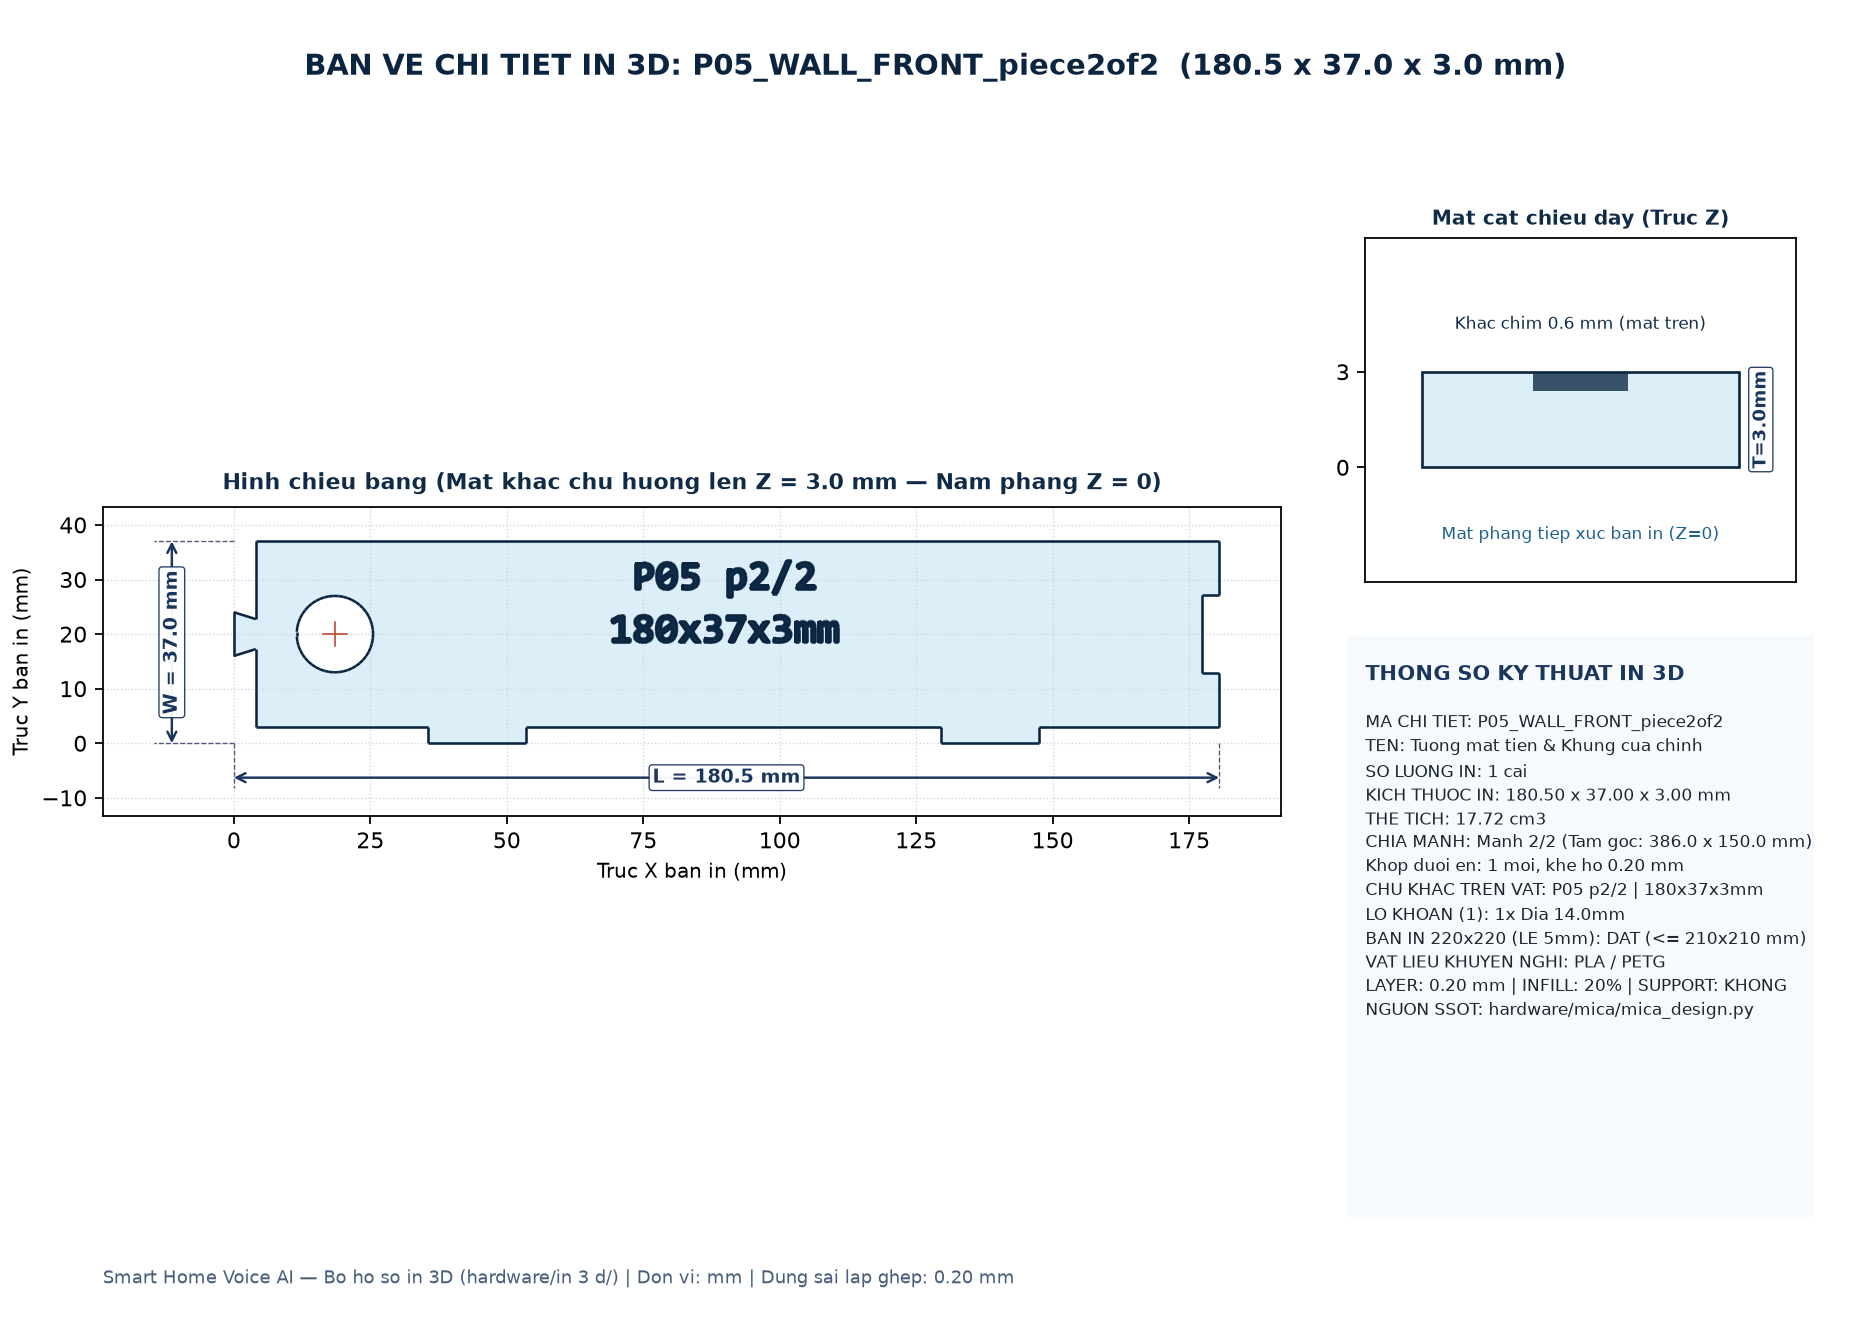 BAN VE CHI TIET IN 3D: P05_WALL_FRONT_piece2of2  (180.5 x 37.0 x 3.0 mm)
Mat cat chieu day (Truc Z)
Khac chim 0.6 mm (mat tren)
3
0
T=3.0mm
Mat phang tiep xuc ban in (Z=0)
Hinh chieu bang (Mat khac chu huong len Z = 3.0 mm — Nam phang Z = 0)
Truc Y ban in (mm)
40
30
20
10
0
−10
W = 37.0 mm
P05 p2/2
180x37x3mm
L = 180.5 mm
0
25
50
75
100
125
150
175
Truc X ban in (mm)
THONG SO KY THUAT IN 3D
MA CHI TIET: P05_WALL_FRONT_piece2of2
TEN: Tuong mat tien & Khung cua chinh
SO LUONG IN: 1 cai
KICH THUOC IN: 180.50 x 37.00 x 3.00 mm
THE TICH: 17.72 cm3
CHIA MANH: Manh 2/2 (Tam goc: 386.0 x 150.0 mm)
Khop duoi en: 1 moi, khe ho 0.20 mm
CHU KHAC TREN VAT: P05 p2/2 | 180x37x3mm
LO KHOAN (1): 1x Dia 14.0mm
BAN IN 220x220 (LE 5mm): DAT (<= 210x210 mm)
VAT LIEU KHUYEN NGHI: PLA / PETG
LAYER: 0.20 mm | INFILL: 20% | SUPPORT: KHONG
NGUON SSOT: hardware/mica/mica_design.py
Smart Home Voice AI — Bo ho so in 3D (hardware/in 3 d/) | Don vi: mm | Dung sai lap ghep: 0.20 mm